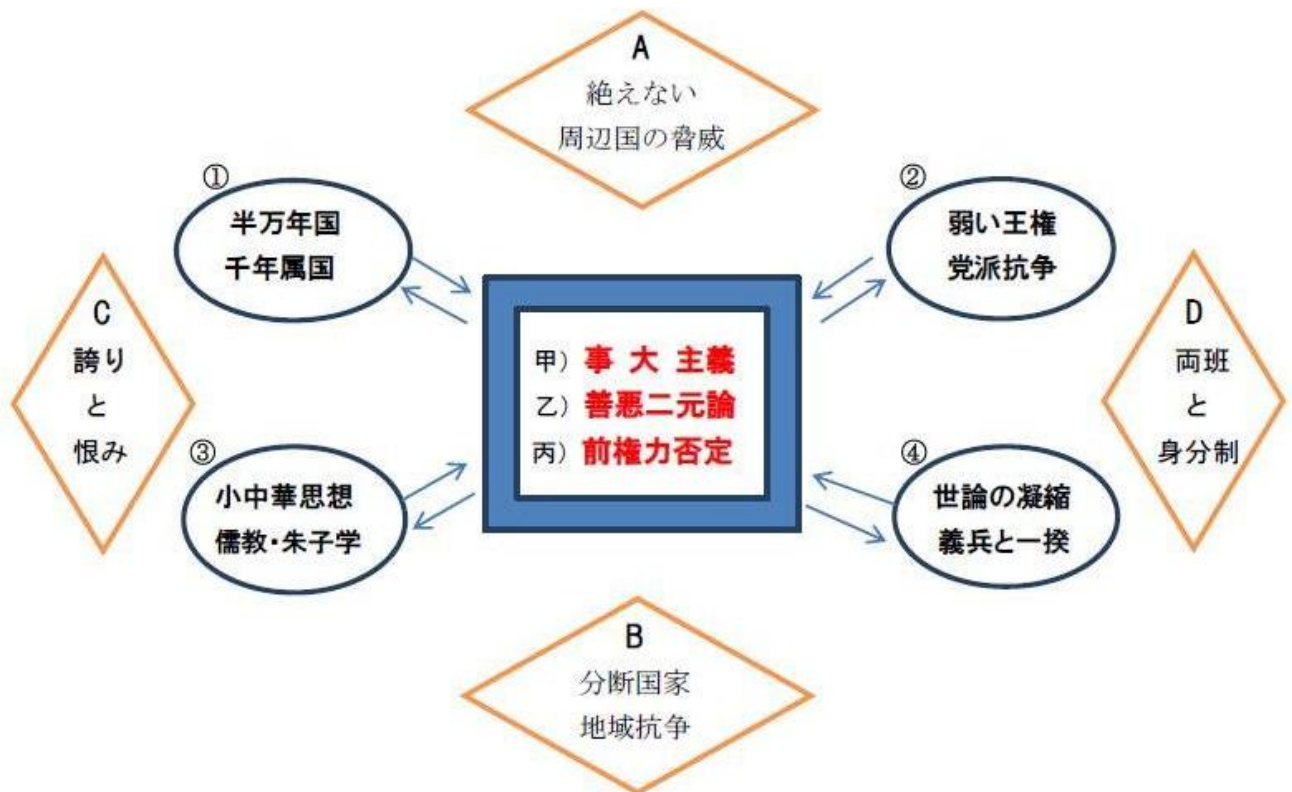 A
絶えない
周辺国の脅威
①
半万年国
千年属国
②
弱い王権
党派抗争
C
誇り
と
恨み
甲）事 大 主義
乙）善悪二元論
丙）前権力否定
D
両班
と
身分制
③
小中華思想
儒教・朱子学
④
世論の凝縮
義兵と一揆
B
分断国家
地域抗争